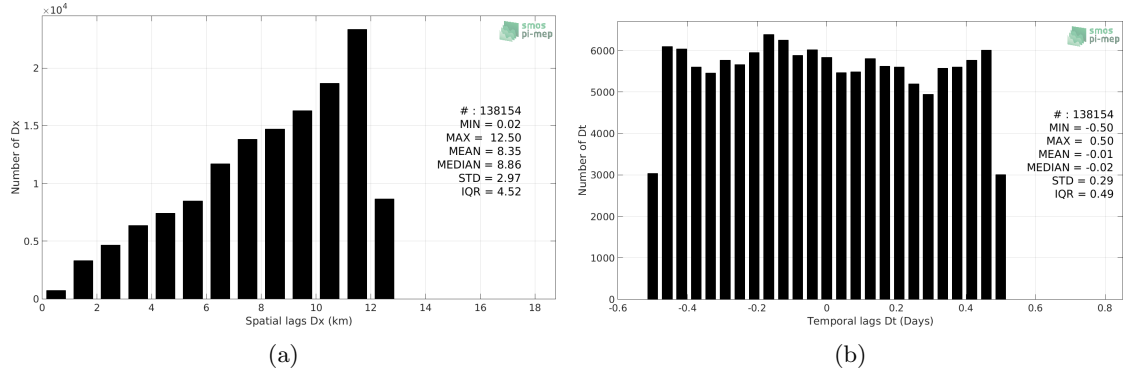 ×10⁴
smos
pi-mep
2
1.5
1
0.5
0
Number of Dx
# : 138154
MIN = 0.02
MAX = 12.50
MEAN = 8.35
MEDIAN = 8.86
STD = 2.97
IQR = 4.52
0 2 4 6 8 10 12 14 16 18
Spatial lags Dx (km)
(a)
smos
pi-mep
6000
5000
4000
3000
2000
1000
0
Number of Dt
# : 138154
MIN = -0.50
MAX = 0.50
MEAN = -0.01
MEDIAN = -0.02
STD = 0.29
IQR = 0.49
-0.6 -0.4 -0.2 0 0.2 0.4 0.6 0.8
Temporal lags Dt (Days)
(b)